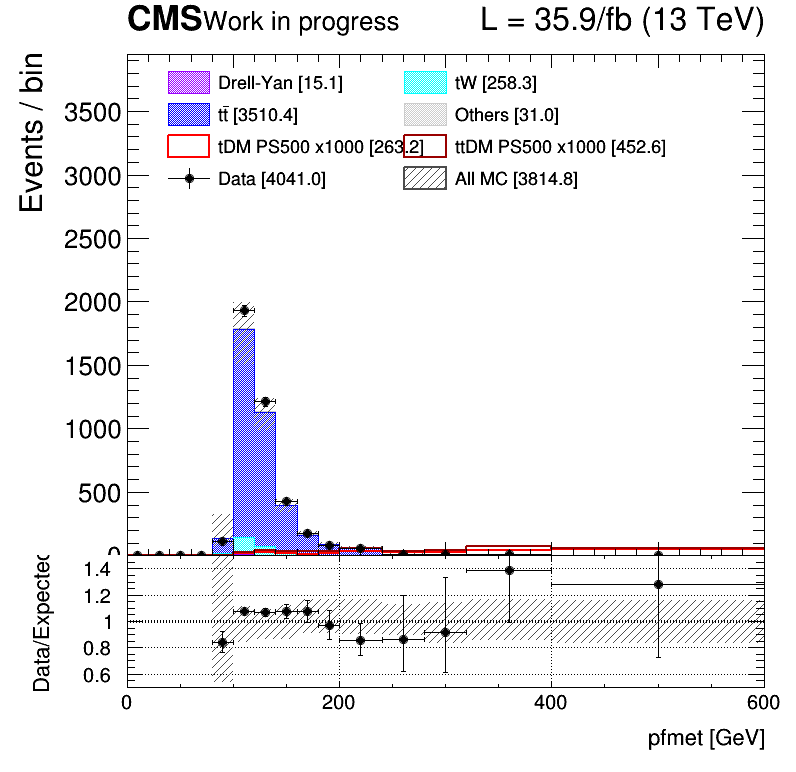 CMS Work in progress L = 35.9/fb (13 TeV)
Events / bin
Drell-Yan [15.1] tW [258.3]
tt̄ [3510.4] Others [31.0]
tDM PS500 x1000 [263.2] ttDM PS500 x1000 [452.6]
Data [4041.0] All MC [3814.8]
3500
3000
2500
2000
1500
1000
500
0
Data/Expected
1.4
1.2
1
0.8
0.6
0 200 400 600
pfmet [GeV]